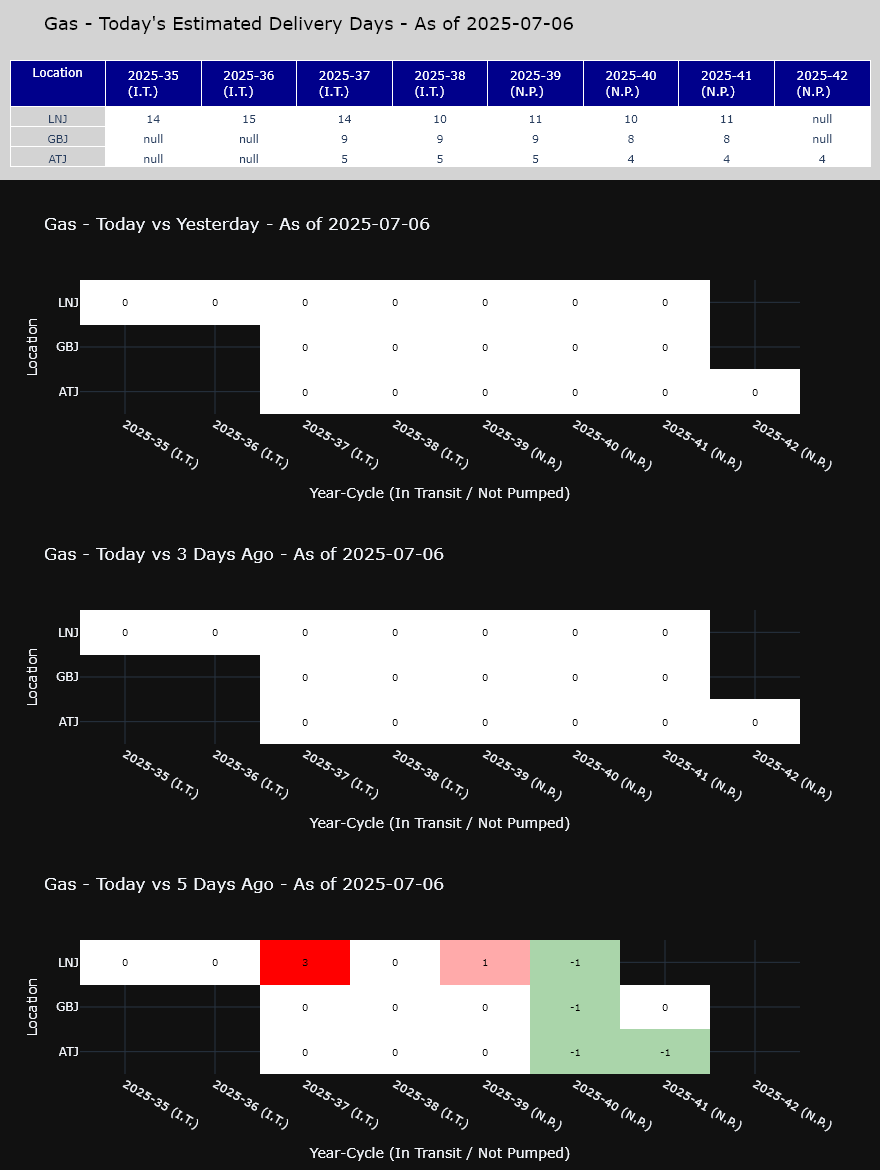 Gas - Today's Estimated Delivery Days - As of 2025-07-06
Location 2025-35 (I.T.) 2025-36 (I.T.) 2025-37 (I.T.) 2025-38 (I.T.) 2025-39 (N.P.) 2025-40 (N.P.) 2025-41 (N.P.) 2025-42 (N.P.)
LNJ 14 15 14 10 11 10 11 null
GBJ null null 9 9 9 8 8 null
ATJ null null 5 5 5 4 4 4
Gas - Today vs Yesterday - As of 2025-07-06
Location
LNJ 0 0 0 0 0 0 0
GBJ 0 0 0 0 0
ATJ 0 0 0 0 0 0
2025-35 (I.T.) 2025-36 (I.T.) 2025-37 (I.T.) 2025-38 (I.T.) 2025-39 (N.P.) 2025-40 (N.P.) 2025-41 (N.P.) 2025-42 (N.P.)
Year-Cycle (In Transit / Not Pumped)
Gas - Today vs 3 Days Ago - As of 2025-07-06
Location
LNJ 0 0 0 0 0 0 0
GBJ 0 0 0 0 0
ATJ 0 0 0 0 0 0
2025-35 (I.T.) 2025-36 (I.T.) 2025-37 (I.T.) 2025-38 (I.T.) 2025-39 (N.P.) 2025-40 (N.P.) 2025-41 (N.P.) 2025-42 (N.P.)
Year-Cycle (In Transit / Not Pumped)
Gas - Today vs 5 Days Ago - As of 2025-07-06
Location
LNJ 0 0 3 0 1 -1
GBJ 0 0 0 -1 0
ATJ 0 0 0 -1 -1
2025-35 (I.T.) 2025-36 (I.T.) 2025-37 (I.T.) 2025-38 (I.T.) 2025-39 (N.P.) 2025-40 (N.P.) 2025-41 (N.P.) 2025-42 (N.P.)
Year-Cycle (In Transit / Not Pumped)